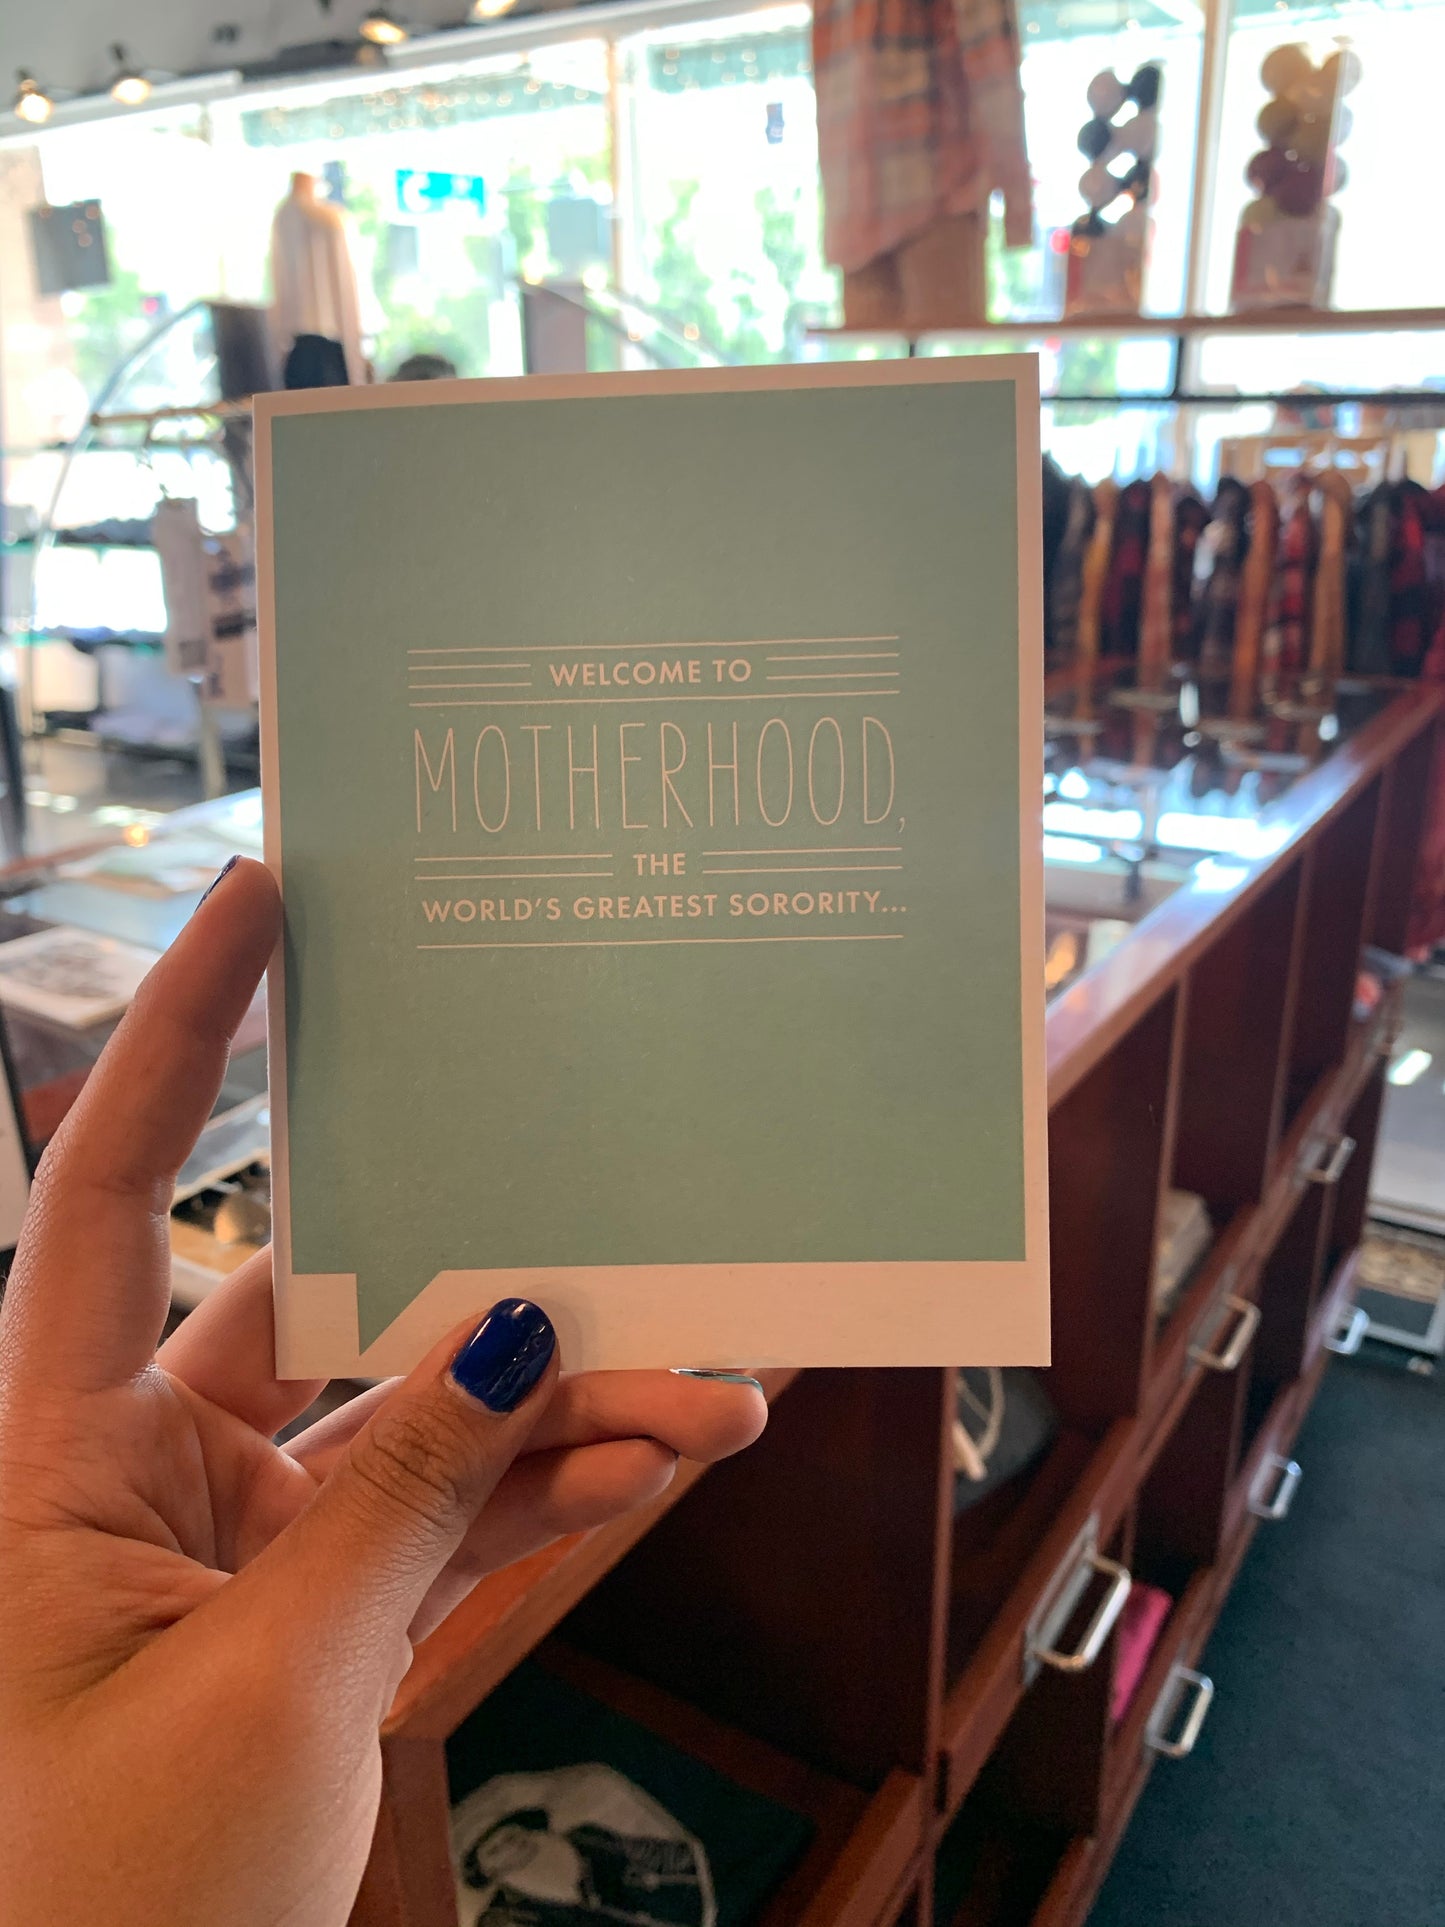 WELCOME TO
MOTHERHOOD,
THE
WORLD'S GREATEST SORORITY...